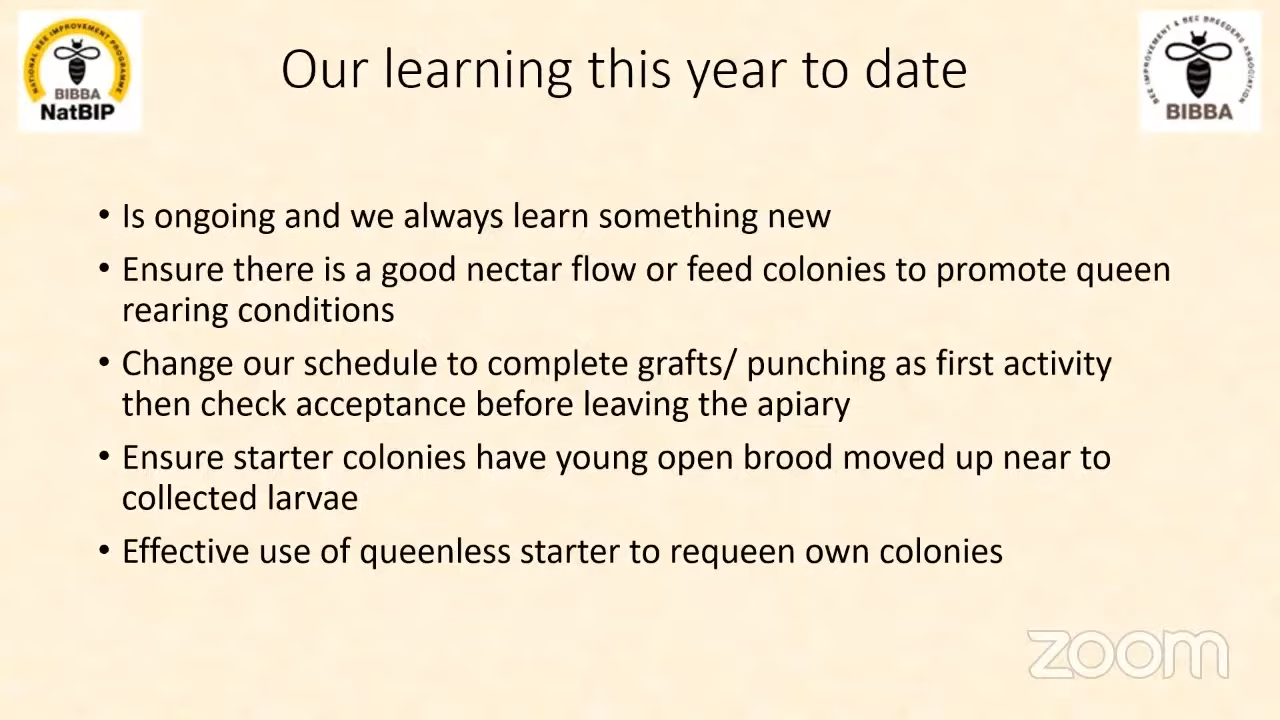 NATIONAL BEE IMPROVEMENT PROGRAMME
BIBBA
NatBIP
Our learning this year to date
BEE IMPROVEMENT & BEE BREEDERS ASSOCIATION
BIBBA
• Is ongoing and we always learn something new
• Ensure there is a good nectar flow or feed colonies to promote queen
rearing conditions
• Change our schedule to complete grafts/ punching as first activity
then check acceptance before leaving the apiary
• Ensure starter colonies have young open brood moved up near to
collected larvae
• Effective use of queenless starter to requeen own colonies
zoom